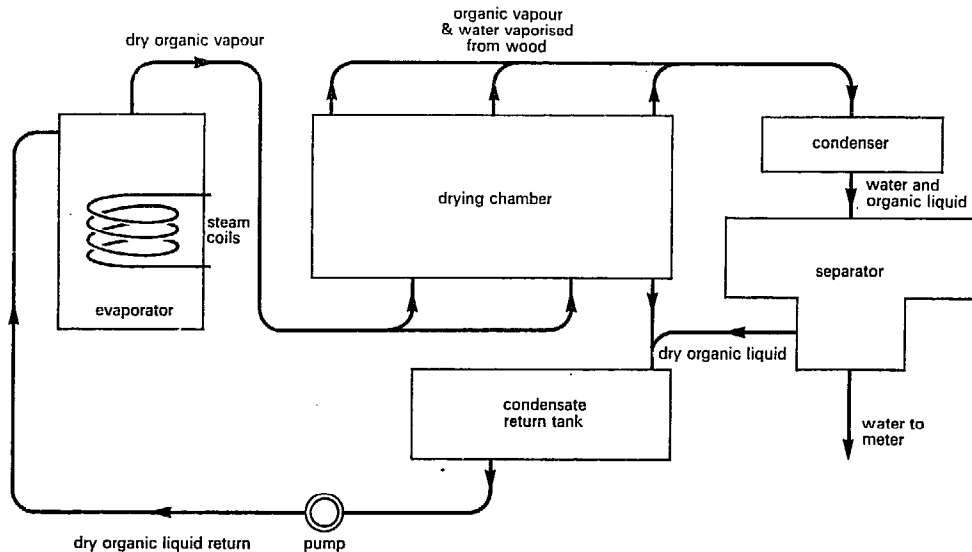 organic vapour
& water vaporised
from wood
dry organic vapour
condenser
water and
organic liquid
drying chamber
steam
coils
separator
evaporator
dry organic liquid
condensate
return tank
water to
meter
dry organic liquid return
pump